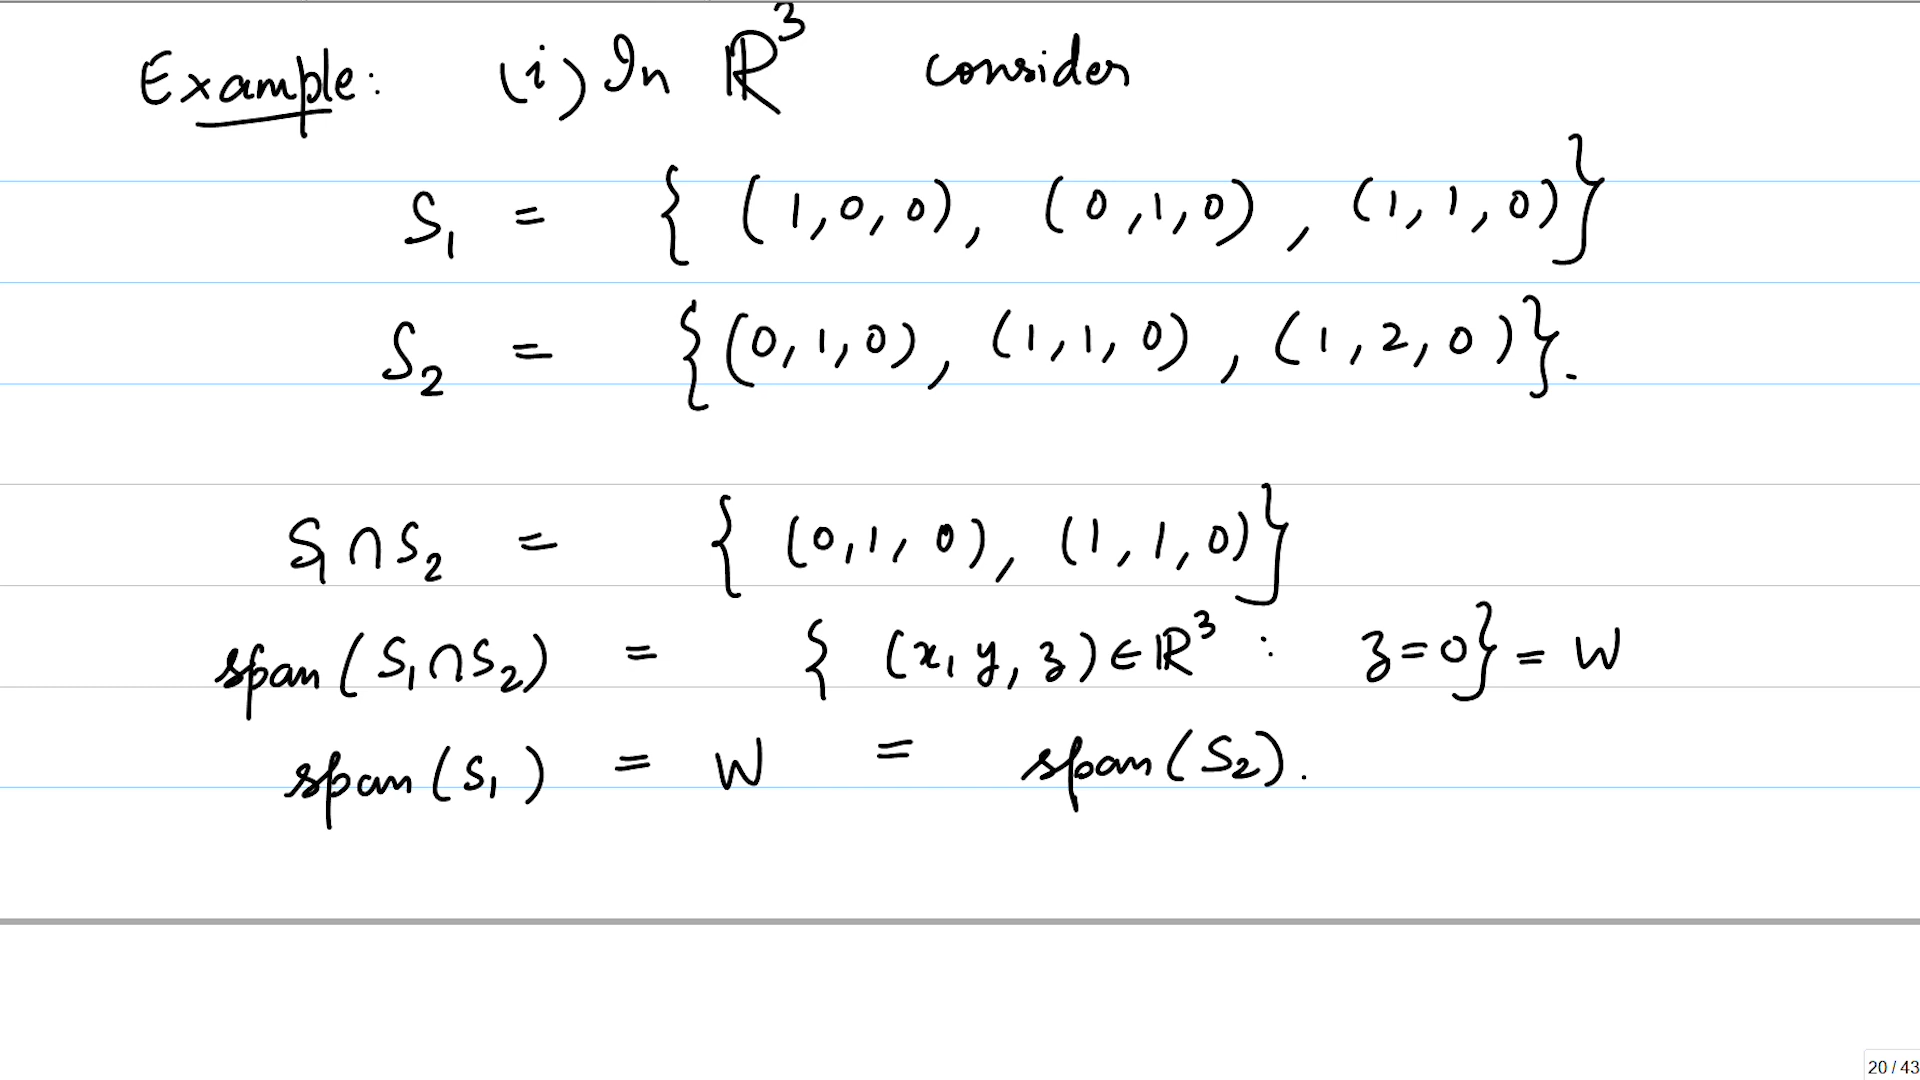 Example: (i) In ℝ³ consider
S₁ = { (1,0,0), (0,1,0), (1,1,0)}
S₂ = {(0,1,0), (1,1,0), (1,2,0)}.
S₁∩S₂ = { (0,1,0), (1,1,0)}
span(S₁∩S₂) = { (x,y,z)∈ℝ³ : z=0} = W
span(S₁) = W = span(S₂).
20 / 43